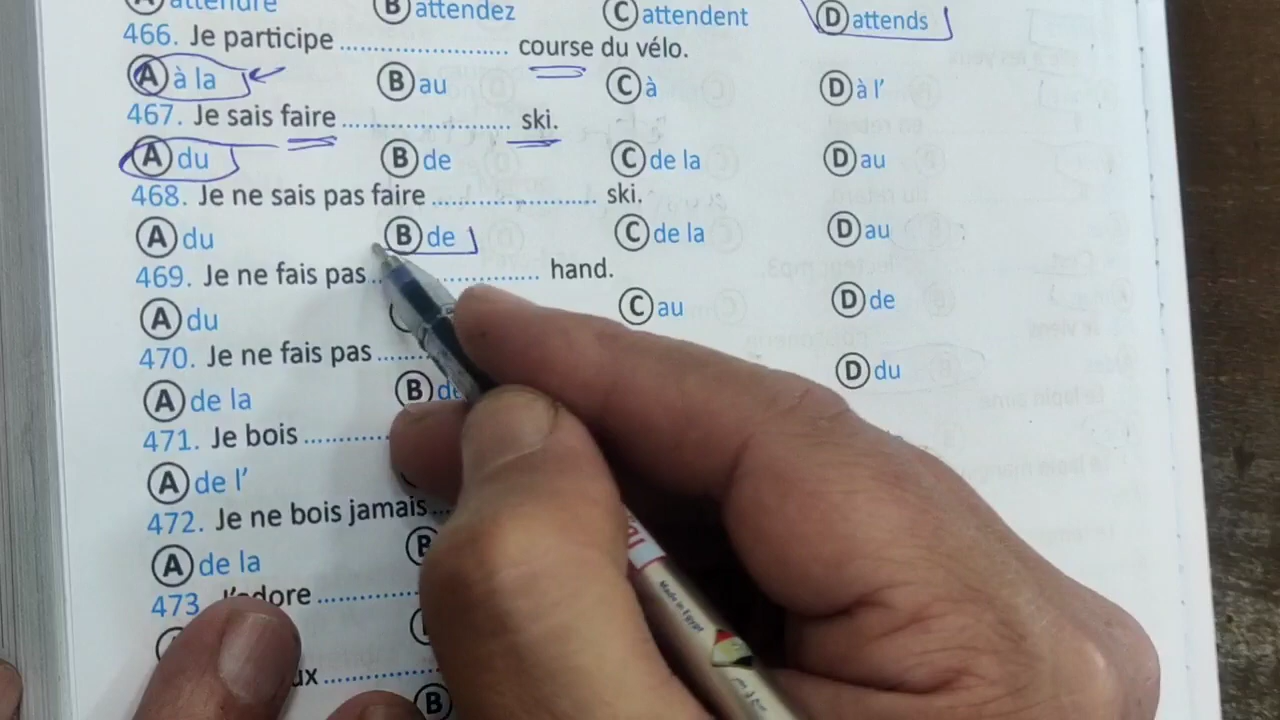 A attendre B attendez C attendent D attends
466. Je participe ........................ course du vélo.
A à la B au C à D à l'
467. Je sais faire ........................ ski.
A du B de C de la D au
468. Je ne sais pas faire ........................ ski.
A du B de C de la D au
469. Je ne fais pas ........................ hand.
A du C au D de
470. Je ne fais pas ........
A de la B D du
471. Je bois ............
A de l'
472. Je ne bois jamais ...
A de la B
473. J'adore ..............
B
Made in Egypt